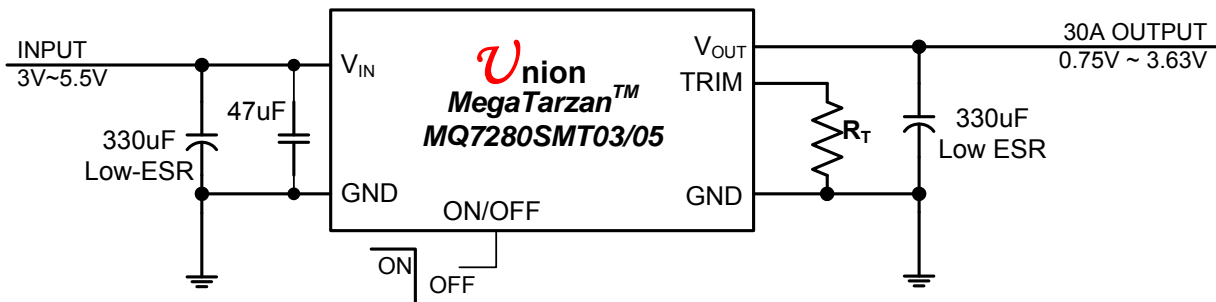 INPUT
3V~5.5V
330uF
Low-ESR
47uF
VIN
GND
Union
MegaTarzan™
MQ7280SMT03/05
ON/OFF
ON
OFF
VOUT
TRIM
GND
RT
330uF
Low ESR
30A OUTPUT
0.75V ~ 3.63V